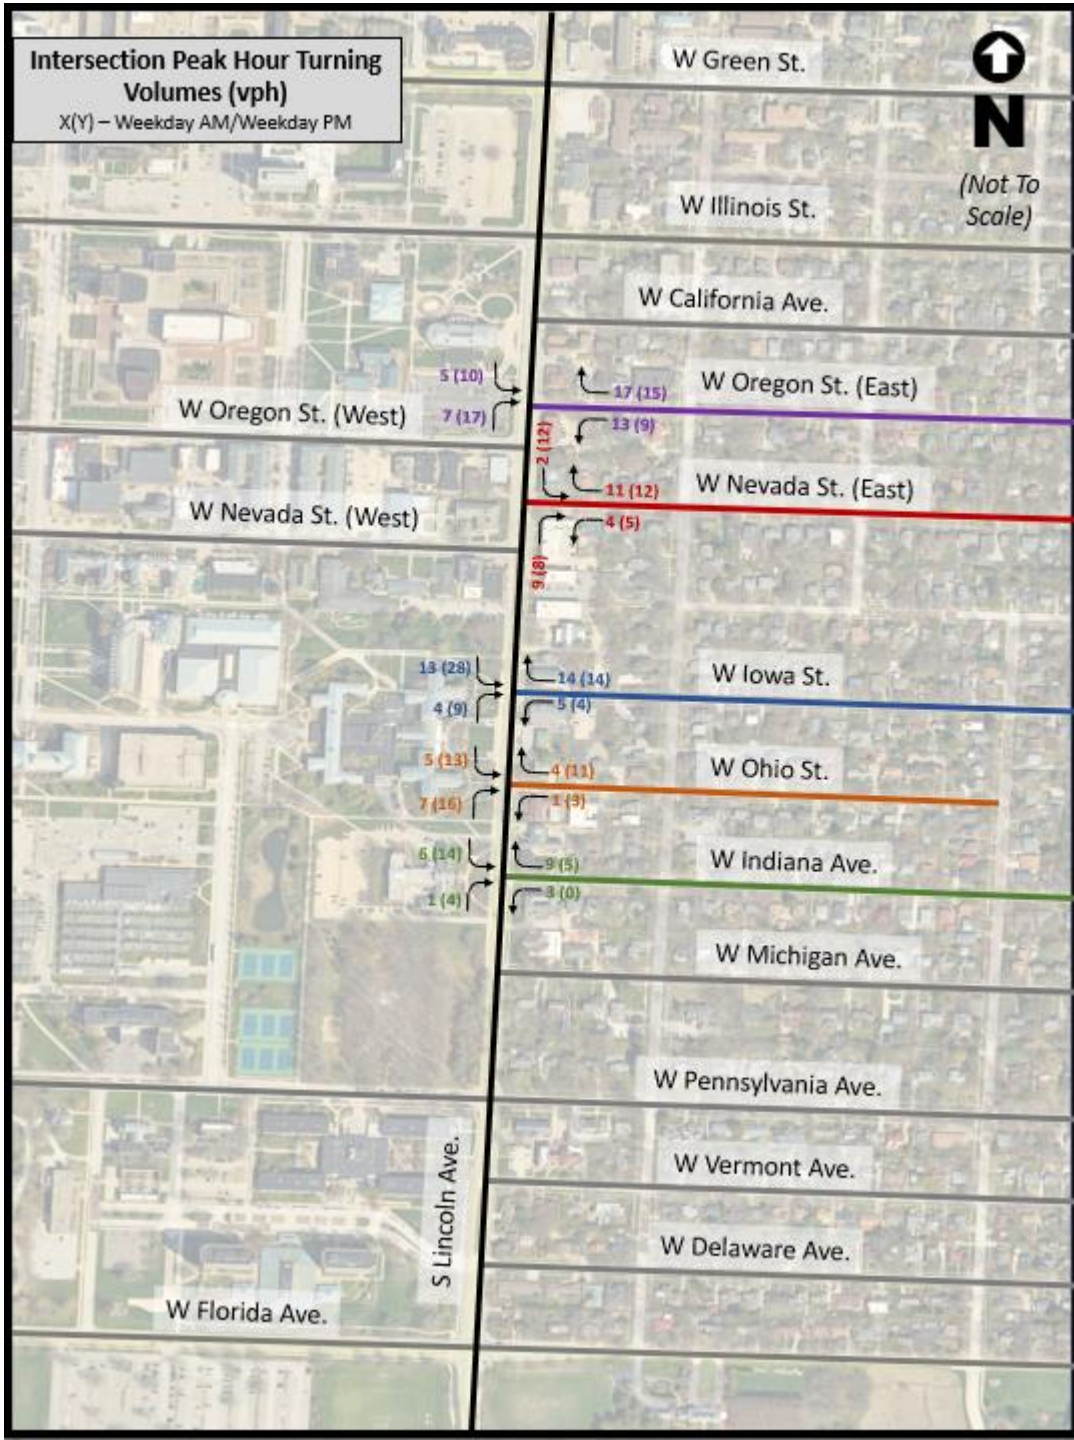 Intersection Peak Hour Turning
Volumes (vph)
X(Y) – Weekday AM/Weekday PM
W Green St.
N
(Not To
Scale)
W Illinois St.
W California Ave.
5 (10)
17 (15)
W Oregon St. (East)
W Oregon St. (West)
7 (17)
13 (9)
2 (12)
11 (12)
W Nevada St. (East)
W Nevada St. (West)
4 (5)
9 (8)
13 (28)
14 (14)
W Iowa St.
4 (9)
5 (4)
5 (13)
4 (11)
W Ohio St.
7 (16)
1 (3)
6 (14)
9 (5)
W Indiana Ave.
1 (4)
3 (0)
W Michigan Ave.
W Pennsylvania Ave.
S Lincoln Ave.
W Vermont Ave.
W Delaware Ave.
W Florida Ave.